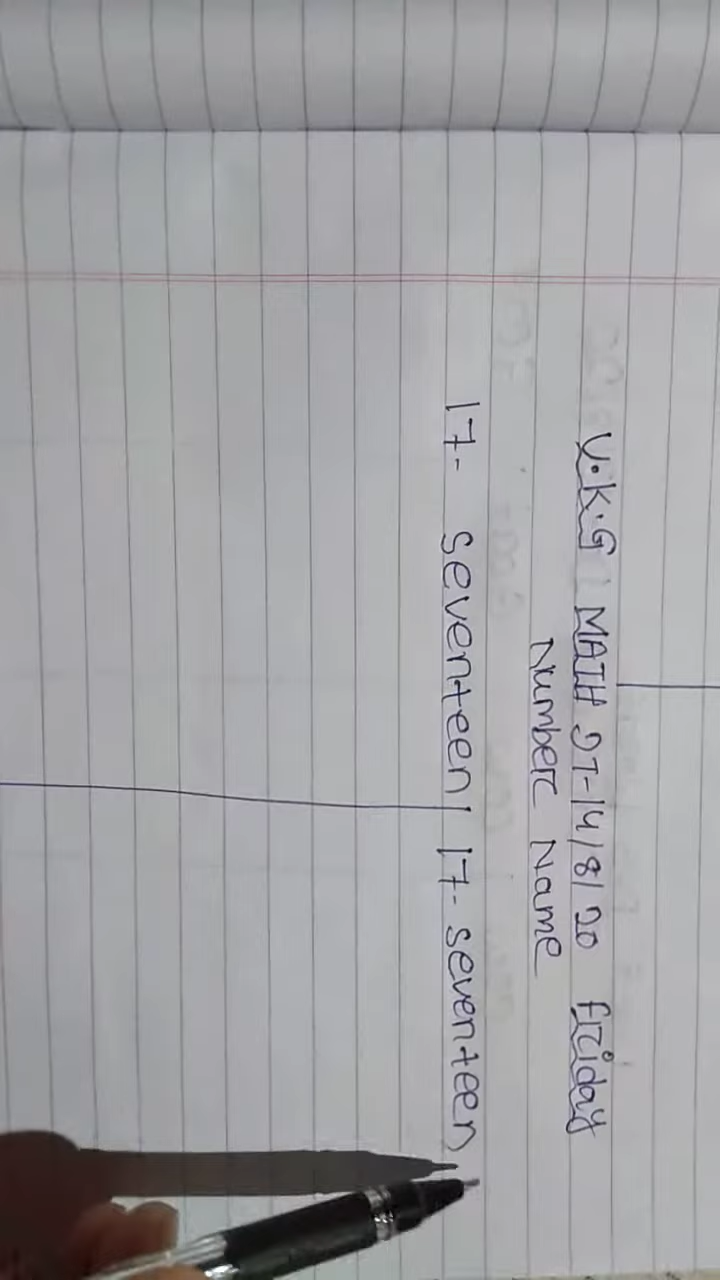 U.K.G MATH DT-14/8/20 Friday
Number Name
17- seventeen 17- seventeen